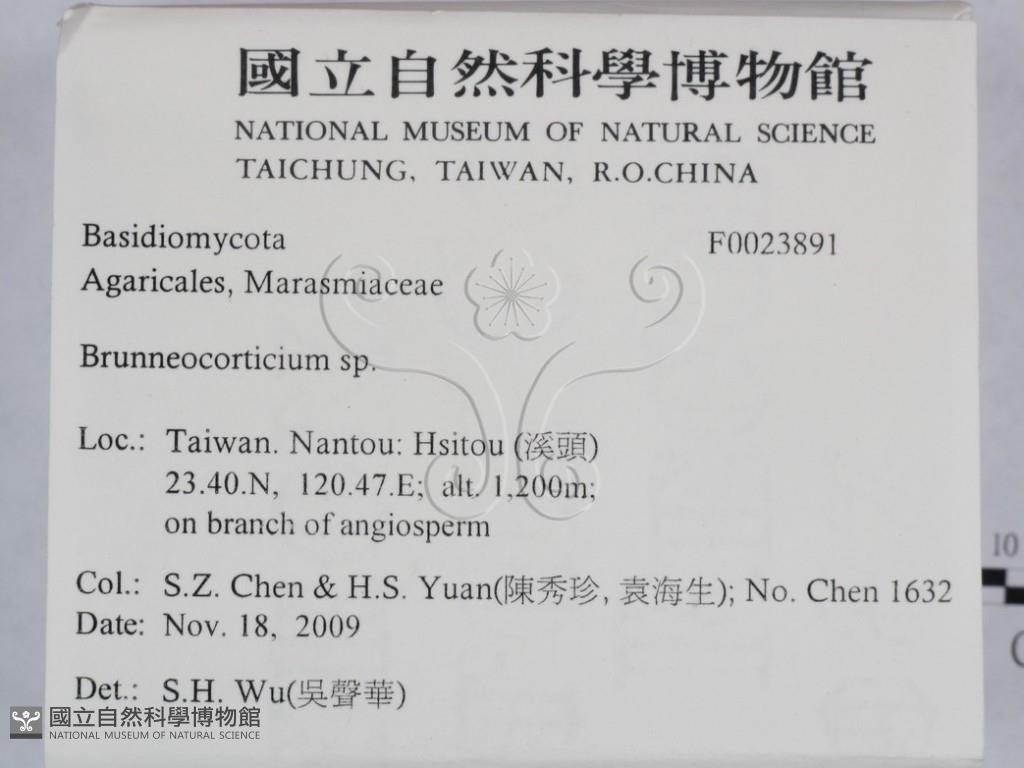 國立自然科學博物館
NATIONAL MUSEUM OF NATURAL SCIENCE
TAICHUNG, TAIWAN, R.O.CHINA
Basidiomycota F0023891
Agaricales, Marasmiaceae
Brunneocorticium sp.
Loc.: Taiwan. Nantou: Hsitou (溪頭)
23.40.N, 120.47.E; alt. 1,200m;
on branch of angiosperm
Col.: S.Z. Chen & H.S. Yuan(陳秀珍, 袁海生); No. Chen 1632
Date: Nov. 18, 2009
Det.: S.H. Wu(吳聲華)
10
國立自然科學博物館
NATIONAL MUSEUM OF NATURAL SCIENCE